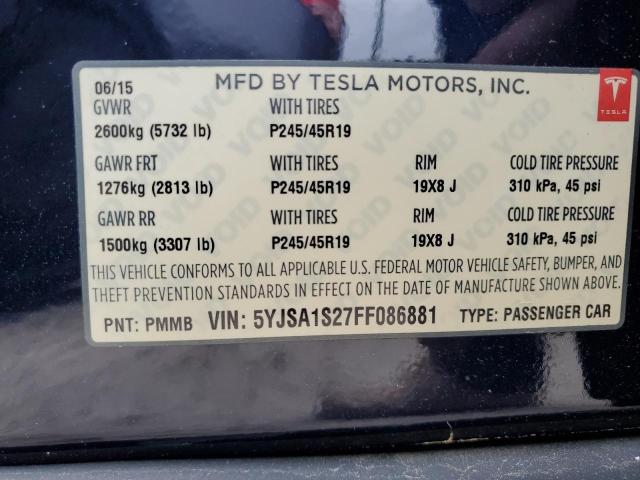 06/15 MFD BY TESLA MOTORS, INC.
TESLA
GVWR WITH TIRES
2600kg (5732 lb) P245/45R19
GAWR FRT WITH TIRES RIM COLD TIRE PRESSURE
1276kg (2813 lb) P245/45R19 19X8 J 310 kPa, 45 psi
GAWR RR WITH TIRES RIM COLD TIRE PRESSURE
1500kg (3307 lb) P245/45R19 19X8 J 310 kPa, 45 psi
THIS VEHICLE CONFORMS TO ALL APPLICABLE U.S. FEDERAL MOTOR VEHICLE SAFETY, BUMPER, AND
THEFT PREVENTION STANDARDS IN EFFECT ON THE DATE OF MANUFACTURE SHOWN ABOVE.
PNT: PMMB VIN: 5YJSA1S27FF086881 TYPE: PASSENGER CAR